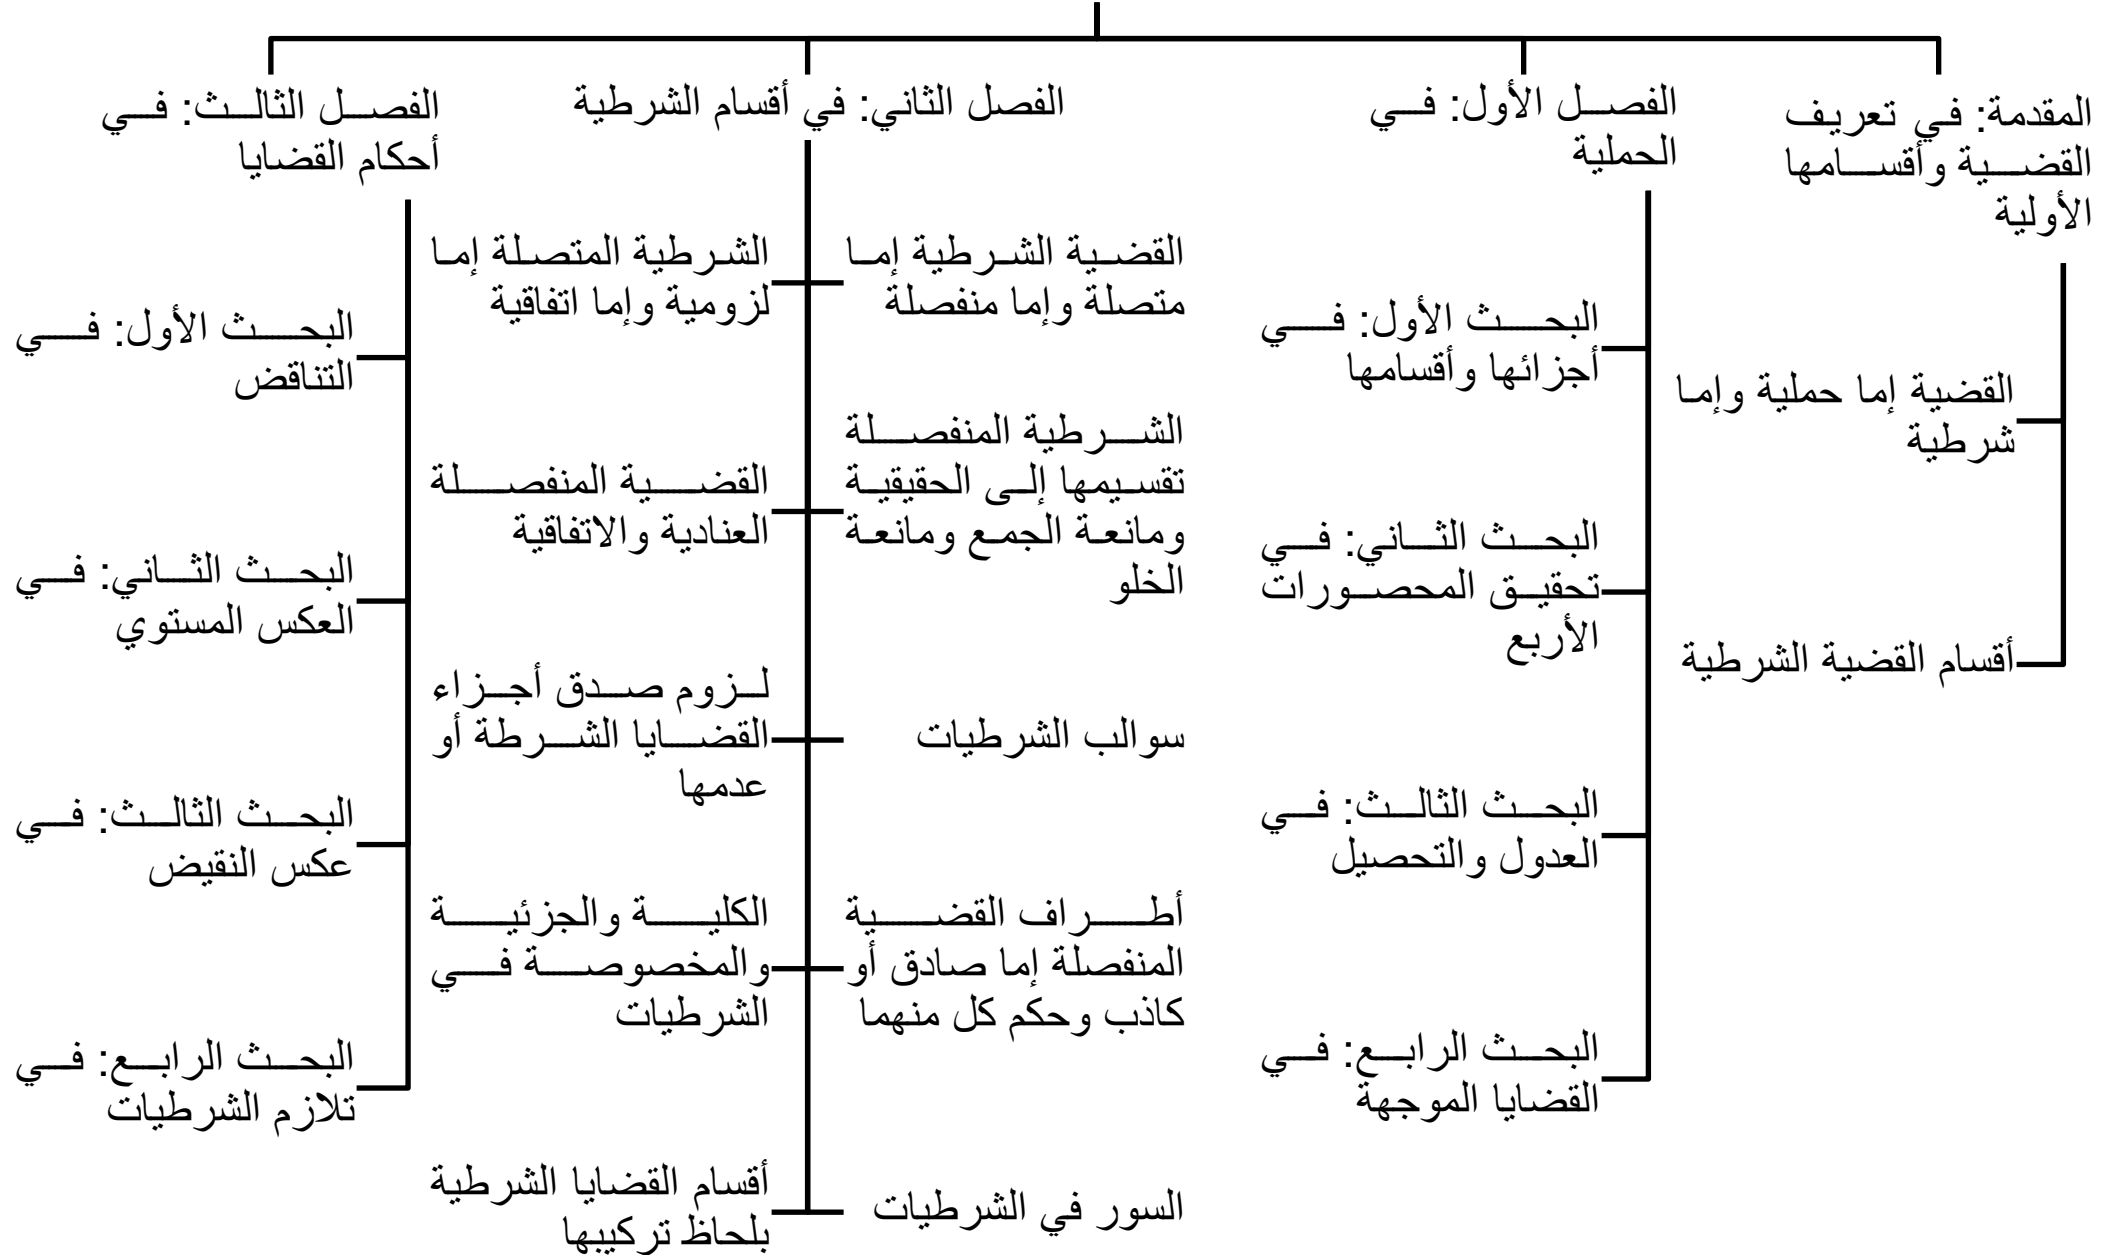 المقدمة: في تعريف
القضية وأقسامها
الأولية
القضية إما حملية وإما
شرطية
أقسام القضية الشرطية
الفصل الأول: في
الحملية
البحث الأول: في
أجزائها وأقسامها
البحث الثاني: في
تحقيق المحصورات
الأربع
البحث الثالث: في
العدول والتحصيل
البحث الرابع: في
القضايا الموجهة
الفصل الثاني: في أقسام الشرطية
القضية الشرطية إما
متصلة وإما منفصلة
الشرطية المتصلة إما
لزومية وإما اتفاقية
الشرطية المنفصلة
تقسيمها إلى الحقيقية
ومانعة الجمع ومانعة
الخلو
القضية المنفصلة
العنادية والاتفاقية
سوالب الشرطيات
لزوم صدق أجزاء
القضايا الشرطة أو
عدمها
أطراف القضية
المنفصلة إما صادق أو
كاذب وحكم كل منهما
الكلية والجزئية
والمخصوصة في
الشرطيات
السور في الشرطيات
أقسام القضايا الشرطية
بلحاظ تركيبها
الفصل الثالث: في
أحكام القضايا
البحث الأول: في
التناقض
البحث الثاني: في
العكس المستوي
البحث الثالث: في
عكس النقيض
البحث الرابع: في
تلازم الشرطيات